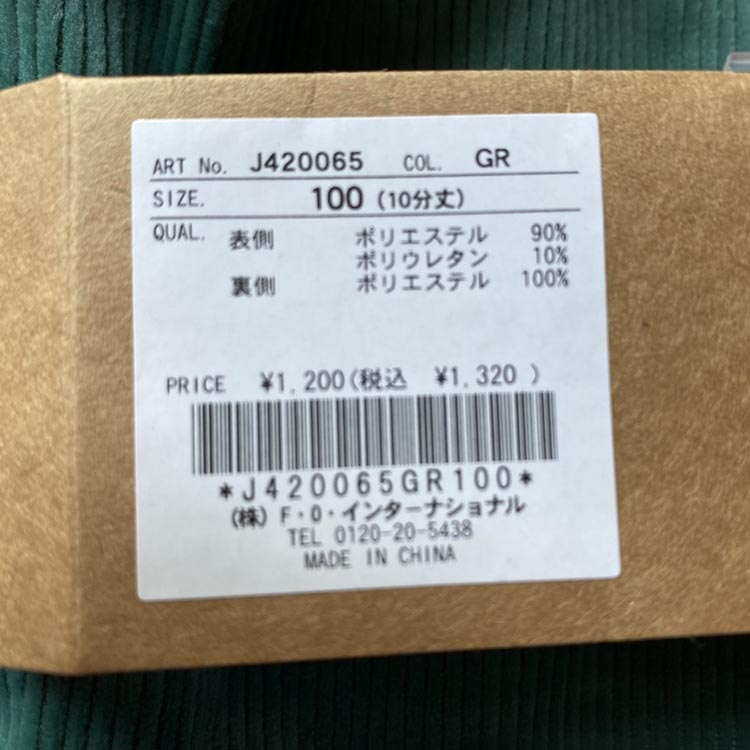 ART No. J420065 COL. GR
SIZE. 100 (10分丈)
QUAL. 表側 ポリエステル 90%
ポリウレタン 10%
裏側 ポリエステル 100%
PRICE ¥1,200(税込 ¥1,320 )
*J420065GR100*
(株) F・O・インターナショナル
TEL 0120-20-5438
MADE IN CHINA